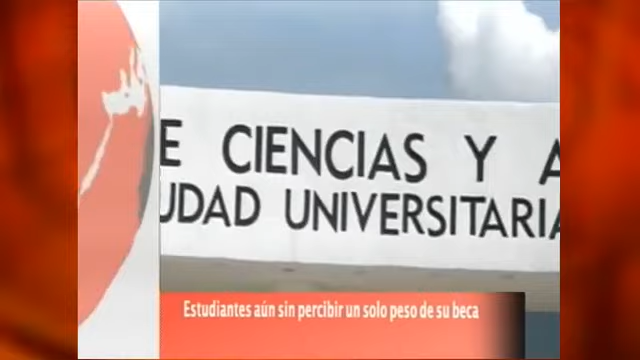 E CIENCIAS Y A
UDAD UNIVERSITARIA
Estudiantes aún sin percibir un solo peso de su beca